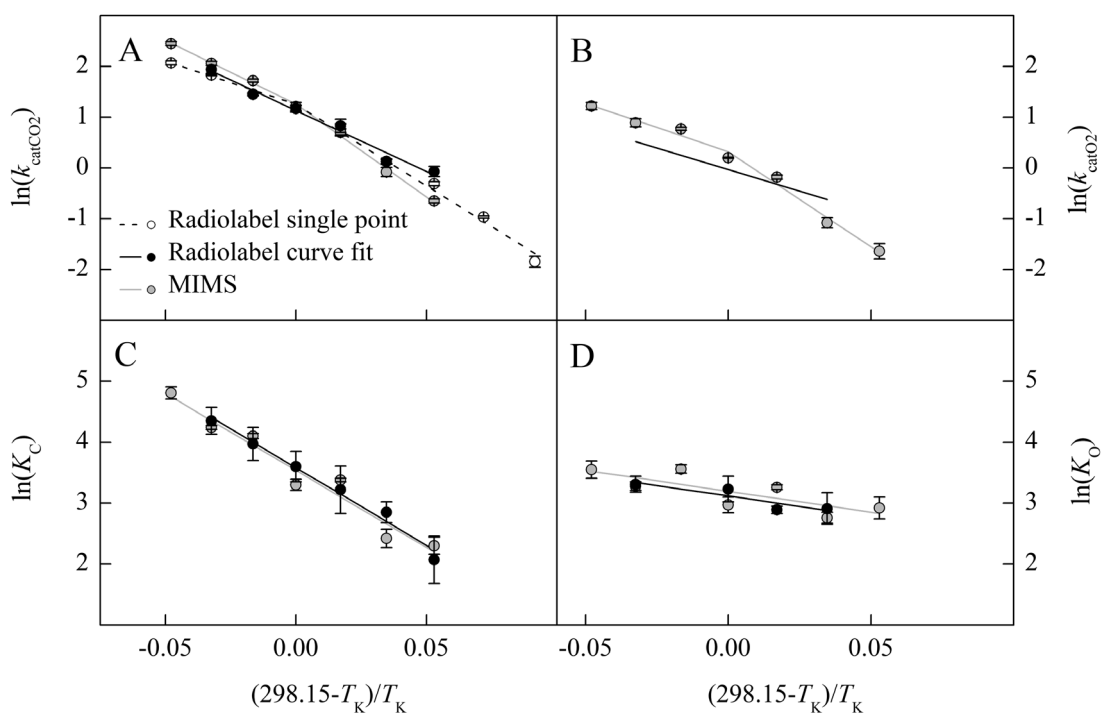 A
B
2
1
0
-1
-2
ln(kcatCO2)
2
1
0
-1
-2
ln(kcatO2)
Radiolabel single point
Radiolabel curve fit
MIMS
C
D
5
4
3
2
ln(KC)
5
4
3
2
ln(KO)
-0.05 0.00 0.05
-0.05 0.00 0.05
(298.15-TK)/TK
(298.15-TK)/TK